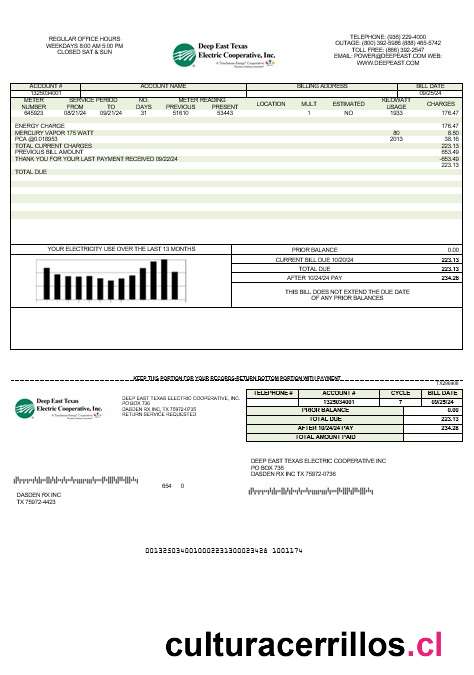 REGULAR OFFICE HOURS
WEEKDAYS 8:00 AM 5:00 PM
CLOSED SAT & SUN
Deep East Texas
Electric Cooperative, Inc.
TELEPHONE: (936) 229-4000
OUTAGE: (800) 392-5986 (888) 465-5742
TOLL FREE: (866) 392-2547
EMAIL: POWER@DEEPEAST.COM WEB:
WWW.DEEPEAST.COM
ACCOUNT # ACCOUNT NAME BILLING ADDRESS BILL DATE
1325034001 09/25/24
METER NUMBER SERVICE PERIOD FROM TO NO. DAYS METER READING PREVIOUS PRESENT LOCATION MULT ESTIMATED KILOWATT USAGE CHARGES
645923 08/21/24 09/21/24 31 51610 53443 1 NO 1933 176.47
ENERGY CHARGE 176.47
MERCURY VAPOR 175 WATT 80 8.50
PCA @0.018953 2013 38.16
TOTAL CURRENT CHARGES 223.13
PREVIOUS BILL AMOUNT 653.49
THANK YOU FOR YOUR LAST PAYMENT RECEIVED 09/22/24 -653.49
223.13
TOTAL DUE
YOUR ELECTRICITY USE OVER THE LAST 13 MONTHS
PRIOR BALANCE 0.00
CURRENT BILL DUE 10/20/24 223.13
TOTAL DUE 223.13
AFTER 10/24/24 PAY 234.28
THIS BILL DOES NOT EXTEND THE DUE DATE
OF ANY PRIOR BALANCES
KEEP THIS PORTION FOR YOUR RECORDS-RETURN BOTTOM PORTION WITH PAYMENT
Deep East Texas
Electric Cooperative, Inc.
DEEP EAST TEXAS ELECTRIC COOPERATIVE, INC.
PO BOX 736
DASDEN RX INC, TX 75972-0735
RETURN SERVICE REQUESTED
TELEPHONE # ACCOUNT # CYCLE BILL DATE
1325034001 7 09/25/24
PRIOR BALANCE 0.00
TOTAL DUE 223.13
AFTER 10/24/24 PAY 234.28
TOTAL AMOUNT PAID
DEEP EAST TEXAS ELECTRIC COOPERATIVE INC
PO BOX 736
DASDEN RX INC TX 75972-0736
654 0
DASDEN RX INC
TX 75972-4423
0013250340010002231300023428 1001174
culturacerrillos.cl